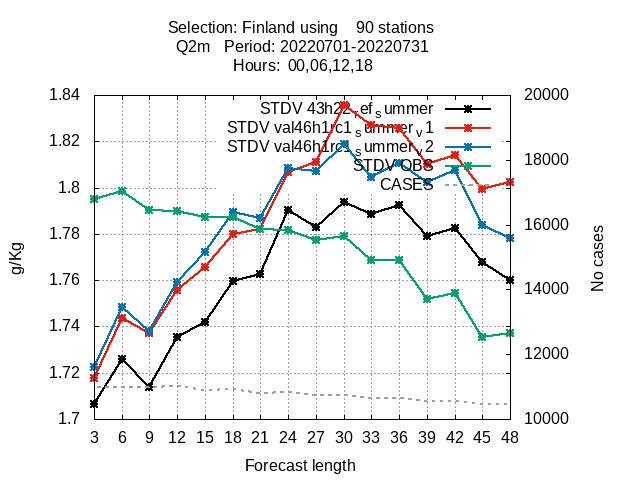 Selection: Finland using 90 stations
Q2m Period: 20220701-20220731
Hours: 00,06,12,18
1.84
1.82
1.8
1.78
1.76
1.74
1.72
1.7
g/Kg
STDV 43h22_ref_summer
STDV val46h1rc1_summer_v1
STDV val46h1rc1_summer_v2
STDV OBS
CASES
20000
18000
16000
14000
12000
10000
No cases
3 6 9 12 15 18 21 24 27 30 33 36 39 42 45 48
Forecast length